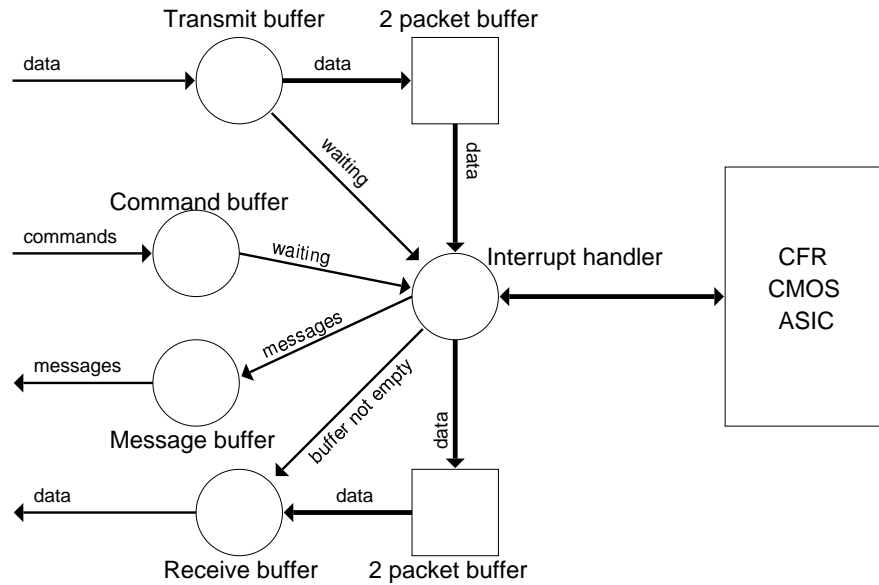 Transmit buffer
2 packet buffer
data
data
waiting
data
Command buffer
commands
waiting
Interrupt handler
CFR
CMOS
ASIC
messages
messages
buffer not empty
data
Message buffer
data
data
Receive buffer
2 packet buffer